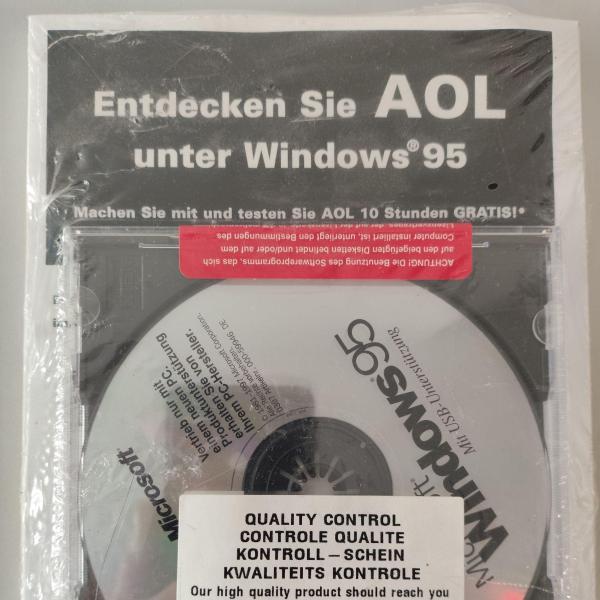 Entdecken Sie AOL
unter Windows® 95
Machen Sie mit und testen Sie AOL 10 Stunden GRATIS!*
ACHTUNG! Die Benutzung des Softwareprogramms, das sich
auf den beigefügten Disketten befindet und/oder auf dem
Computer installiert ist, unterliegt den Bestimmungen des
Vertrieb nur mit
einem neuen PC.
Produktunterstützung
erhalten Sie von
Ihrem PC-Hersteller.
Alle Rechte vorbehalten.
Microsoft
Windows® 95
Mit USB-Unterstützung
QUALITY CONTROL
CONTROLE QUALITE
KONTROLL – SCHEIN
KWALITEITS KONTROLE
Our high quality product should reach you